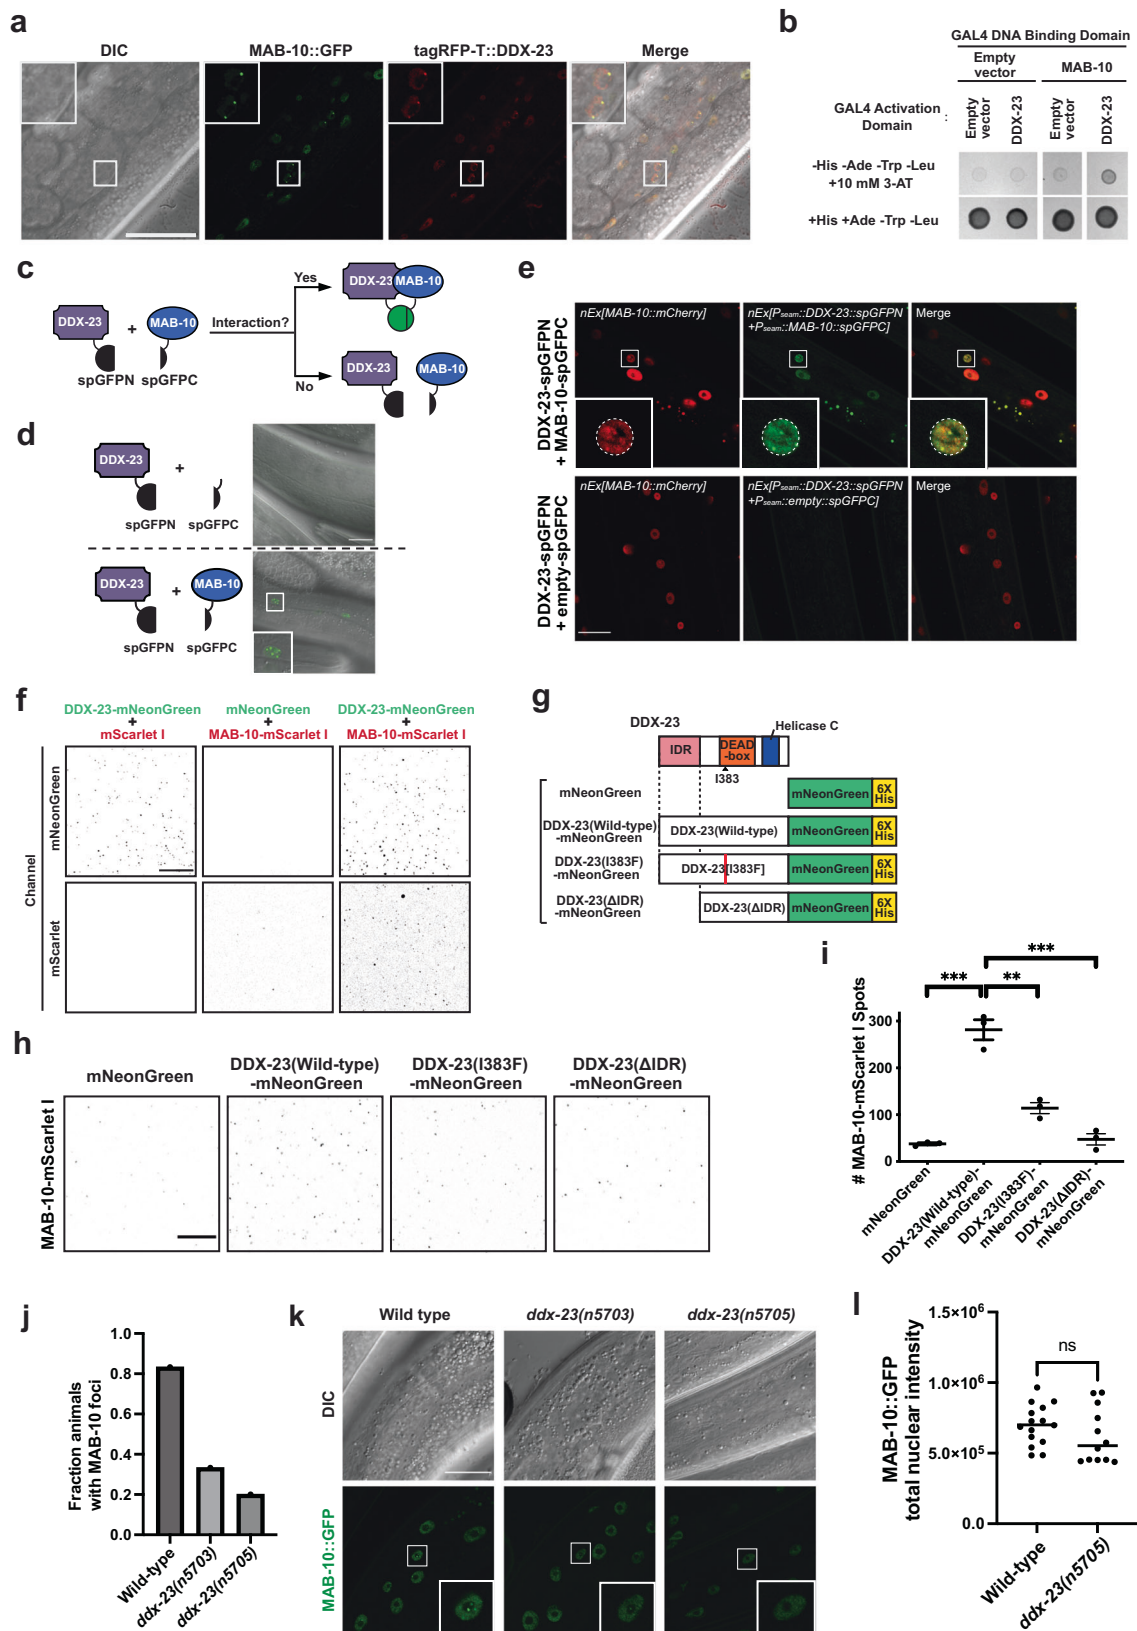 a
DIC
MAB-10::GFP
tagRFP-T::DDX-23
Merge
b
GAL4 DNA Binding Domain
Empty vector
MAB-10
GAL4 Activation Domain :
Empty vector
DDX-23
Empty vector
DDX-23
-His -Ade -Trp -Leu
+10 mM 3-AT
+His +Ade -Trp -Leu
c
DDX-23
+
MAB-10
spGFPN
spGFPC
Interaction?
Yes
DDX-23
MAB-10
No
DDX-23
MAB-10
d
DDX-23
+
spGFPN
spGFPC
DDX-23
+
MAB-10
spGFPN
spGFPC
e
DDX-23-spGFPN
+ MAB-10-spGFPC
nEx[MAB-10::mCherry]
nEx[Pseam::DDX-23::spGFPN
+Pseam::MAB-10::spGFPC]
Merge
DDX-23-spGFPN
+ empty-spGFPC
nEx[MAB-10::mCherry]
nEx[Pseam::DDX-23::spGFPN
+Pseam::empty::spGFPC]
Merge
f
DDX-23-mNeonGreen
+
mScarlet I
mNeonGreen
+
MAB-10-mScarlet I
DDX-23-mNeonGreen
+
MAB-10-mScarlet I
Channel
mNeonGreen
mScarlet
g
DDX-23
Helicase C
IDR
DEAD
-box
I383
mNeonGreen
mNeonGreen
6X
His
DDX-23(Wild-type)
-mNeonGreen
DDX-23(Wild-type)
mNeonGreen
6X
His
DDX-23(I383F)
-mNeonGreen
DDX-23[I383F]
mNeonGreen
6X
His
DDX-23(ΔIDR)
-mNeonGreen
DDX-23(ΔIDR)
mNeonGreen
6X
His
h
MAB-10-mScarlet I
mNeonGreen
DDX-23(Wild-type)
-mNeonGreen
DDX-23(I383F)
-mNeonGreen
DDX-23(ΔIDR)
-mNeonGreen
i
# MAB-10-mScarlet I Spots
300
200
100
0
***
**
***
mNeonGreen
DDX-23(Wild-type)-
mNeonGreen
DDX-23(I383F)-
mNeonGreen
DDX-23(ΔIDR)-
mNeonGreen
j
Fraction animals
with MAB-10 foci
1.0
0.8
0.6
0.4
0.2
0.0
Wild-type
ddx-23(n5703)
ddx-23(n5705)
k
Wild type
ddx-23(n5703)
ddx-23(n5705)
DIC
MAB-10::GFP
l
MAB-10::GFP
total nuclear intensity
1.5×10⁶
1.0×10⁶
5.0×10⁵
0.0
ns
Wild-type
ddx-23(n5705)